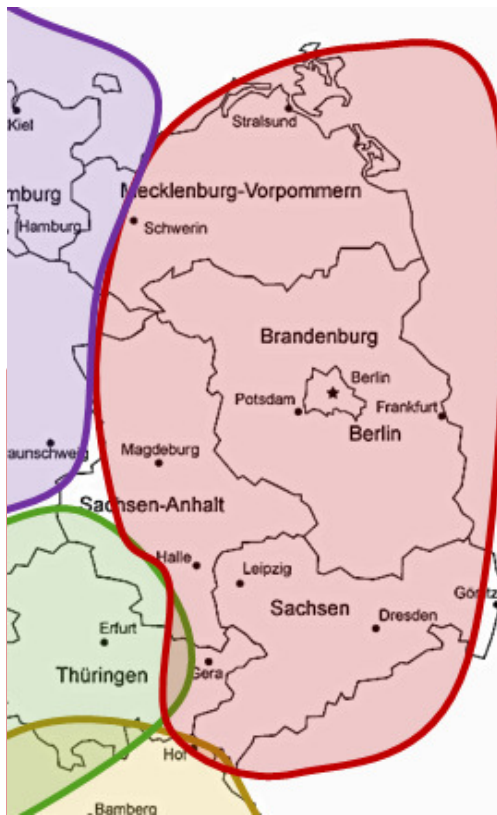 Kiel
Stralsund
mburg
Mecklenburg-Vorpommern
Hamburg
Schwerin
Brandenburg
Berlin
Potsdam
Frankfurt
Berlin
aunschweig
Magdeburg
Sachsen-Anhalt
Halle
Leipzig
Görlitz
Sachsen
Dresden
Erfurt
Thüringen
Gera
Hof
Bamberg